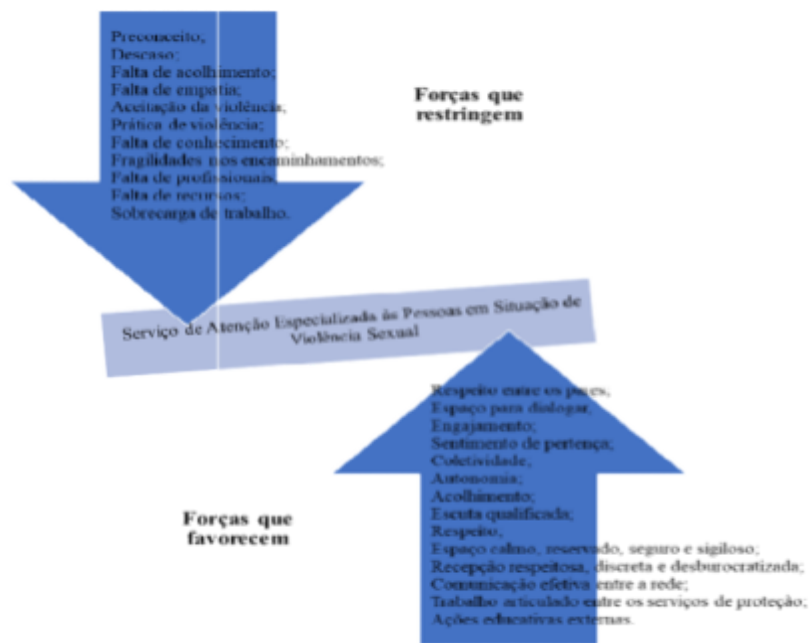 Preconceito;
Descaso;
Falta de acolhimento;
Falta de empatia;
Aceitação da violência;
Prática de violência;
Falta de conhecimento;
Fragilidades nos encaminhamentos;
Falta de profissionais;
Falta de recursos;
Sobrecarga de trabalho.
Forças que
restringem
Serviço de Atenção Especializada às Pessoas em Situação de
Violência Sexual
Respeito entre os pares;
Espaço para dialogar;
Engajamento;
Sentimento de pertença;
Coletividade;
Autonomia;
Acolhimento;
Escuta qualificada;
Respeito;
Espaço calmo, reservado, seguro e sigiloso;
Recepção respeitosa, discreta e desburocratizada;
Comunicação efetiva entre a rede;
Trabalho articulado entre os serviços de proteção;
Ações educativas externas.
Forças que
favorecem